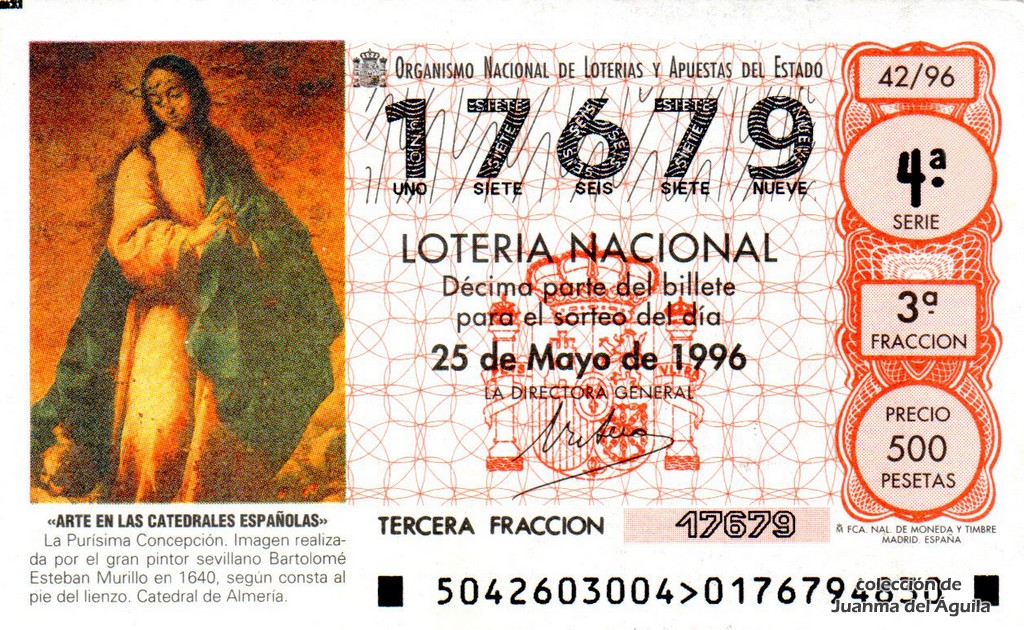 ORGANISMO NACIONAL DE LOTERIAS Y APUESTAS DEL ESTADO
42/96
17679
UNO SIETE SEIS SIETE NUEVE
4ª
SERIE
LOTERIA NACIONAL
Décima parte del billete
para el sorteo del día
25 de Mayo de 1996
LA DIRECTORA GENERAL
3ª
FRACCION
PRECIO
500
PESETAS
«ARTE EN LAS CATEDRALES ESPAÑOLAS»
La Purísima Concepción. Imagen realiza-
da por el gran pintor sevillano Bartolomé
Esteban Murillo en 1640, según consta al
pie del lienzo. Catedral de Almería.
TERCERA FRACCION 17679
FCA. NAL. DE MONEDA Y TIMBRE
MADRID. ESPAÑA
5042603004>0176794830
colección de
Juanma del Águila